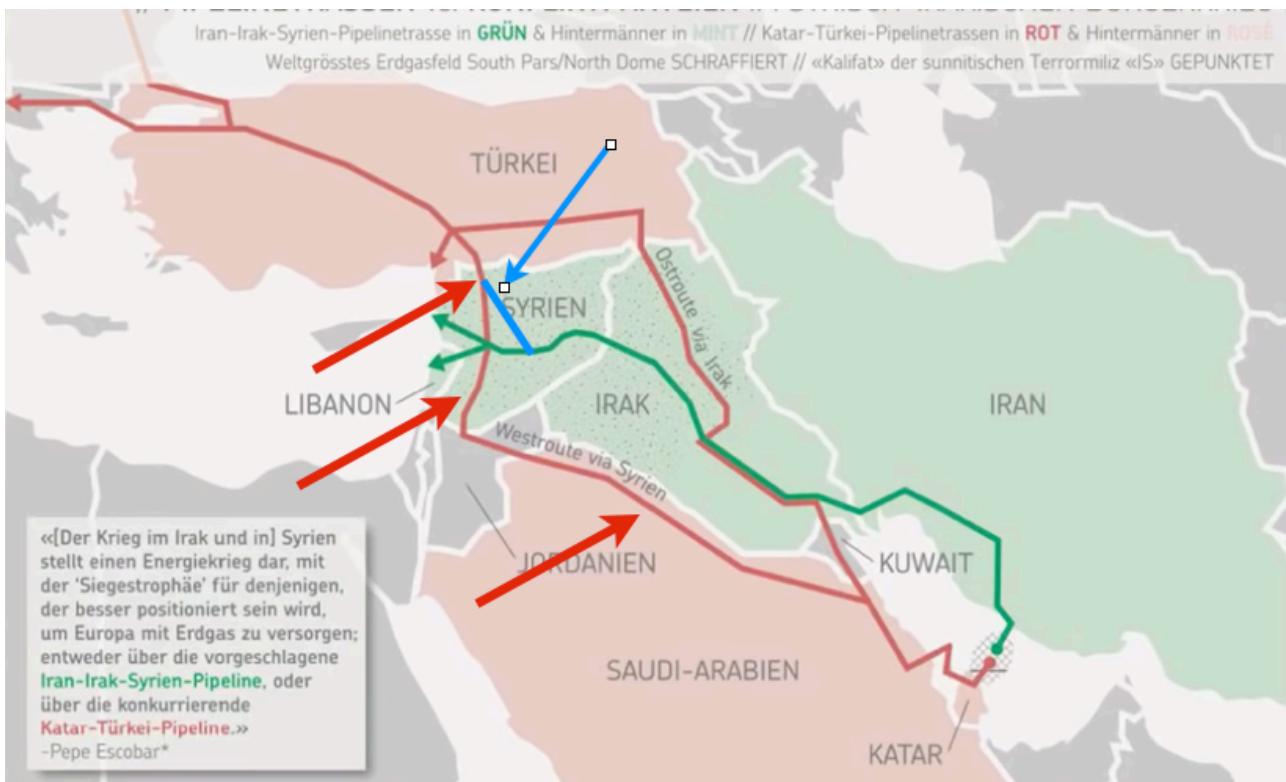 Iran-Irak-Syrien-Pipelinetrasse in GRÜN & Hintermänner in MINT // Katar-Türkei-Pipelinetrassen in ROT & Hintermänner in ROSÉ
Weltgrösstes Erdgasfeld South Pars/North Dome SCHRAFFIERT // «Kalifat» der sunnitischen Terrormiliz «IS» GEPUNKTET
TÜRKEI
SYRIEN
Ostroute via Irak
LIBANON
IRAK
IRAN
Westroute via Syrien
JORDANIEN
KUWAIT
SAUDI-ARABIEN
KATAR
«[Der Krieg im Irak und in] Syrien
stellt einen Energiekrieg dar, mit
der 'Siegestrophäe' für denjenigen,
der besser positioniert sein wird,
um Europa mit Erdgas zu versorgen;
entweder über die vorgeschlagene
Iran-Irak-Syrien-Pipeline, oder
über die konkurrierende
Katar-Türkei-Pipeline.»
-Pepe Escobar*